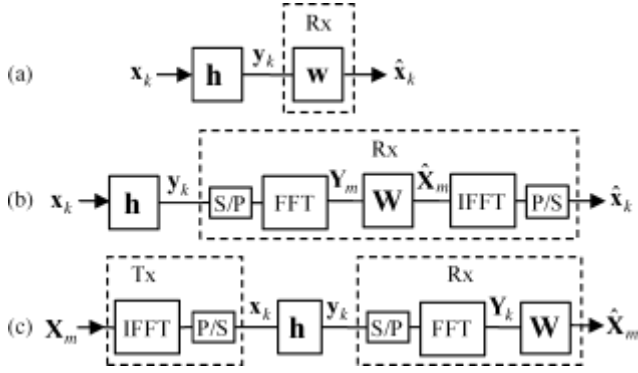 Rx
(a) x_k h y_k w x̂_k
Rx
(b) x_k h y_k S/P FFT Y_m W X̂_m IFFT P/S x̂_k
Tx Rx
(c) X_m IFFT P/S x_k h y_k S/P FFT Y_k W X̂_m